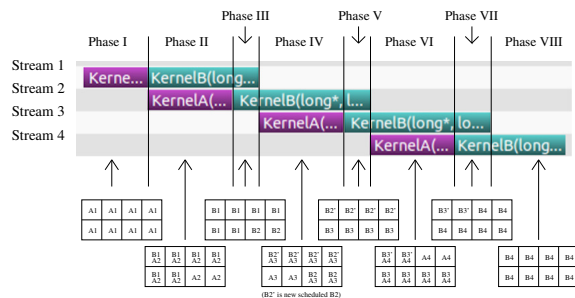 Phase III Phase V Phase VII
Phase I Phase II Phase IV Phase VI Phase VIII
Stream 1
Kerne... KernelB(long...
Stream 2
KernelA(... KernelB(long*, l...
Stream 3
KernelA(... KernelB(long*, lo...
Stream 4
KernelA(... KernelB(long...
A1 A1 A1 A1 B1 B1 B1 B1 B2' B2' B2' B2' B3' B3' B4 B4
A1 A1 A1 A1 B1 B1 B2 B2 B3 B3 B3 B3 B4 B4 B4 B4
B1 B1 B1 B1 B2' B2' B2' B2' B3' B3' A4 A4 B4 B4 B4 B4
A2 A2 A2 A2 A3 A3 A3 A3 A4 A4
B1 B1 A2 A2 A3 A3 B2 B2 B3 B3 B3 B3 B4 B4 B4 B4
A2 A2 A3 A3 A4 A4 A4 A4
(B2' is new scheduled B2)